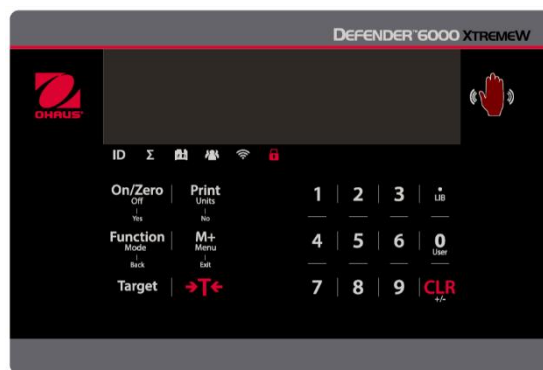 DEFENDER™6000 XTREMEW
OHAUS®
ID Σ
On/Zero Print 1 2 3 .
Off Units LIB
Yes No
Function M+ 4 5 6 0
Mode Menu User
Back Exit
Target →T← 7 8 9 CLR
+/-